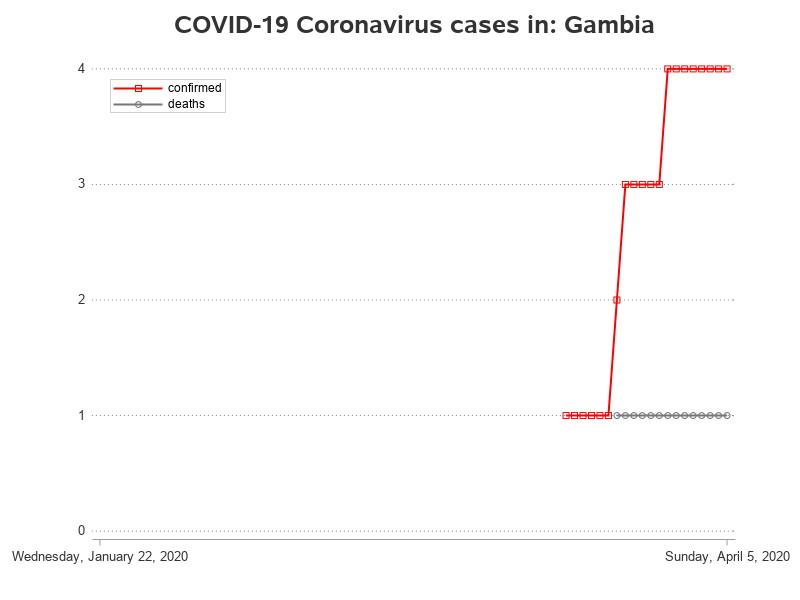 COVID-19 Coronavirus cases in: Gambia
4
confirmed
deaths
3
2
1
0
Wednesday, January 22, 2020
Sunday, April 5, 2020